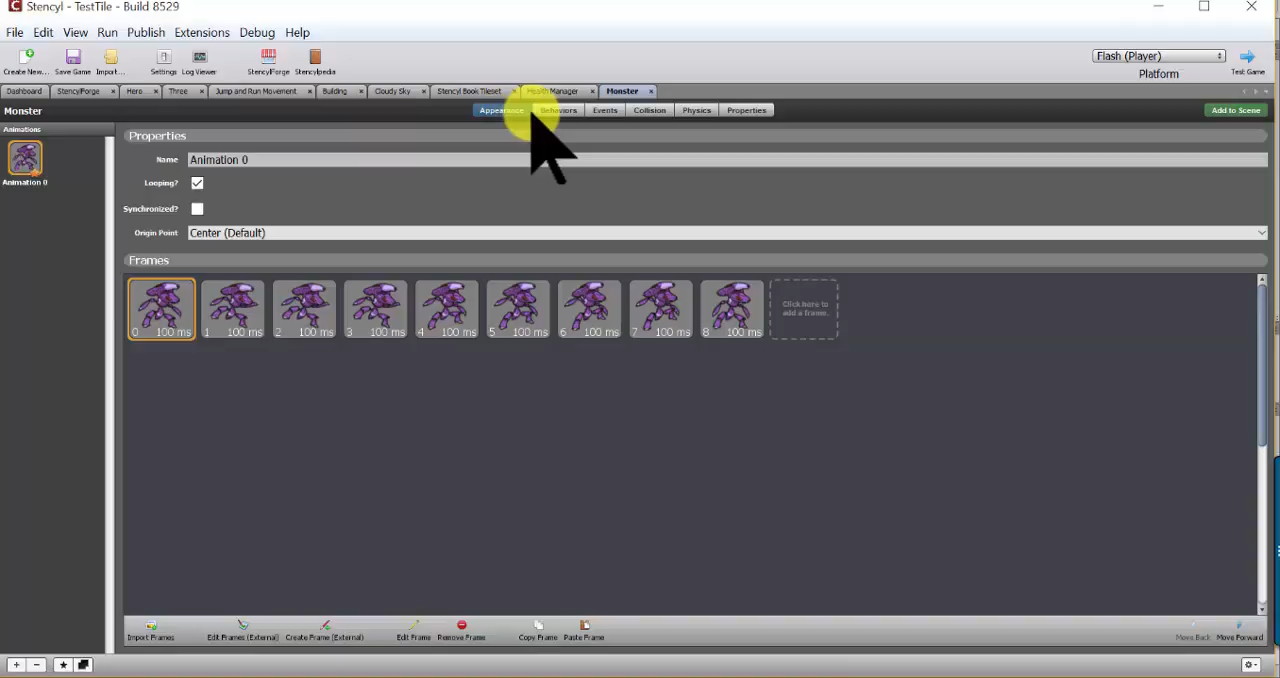 Stencyl - TestTile - Build 8529
File Edit View Run Publish Extensions Debug Help
Create New... Save Game Import... Settings Log Viewer StencylForge Stencylpedia
Flash (Player)
Platform
Test Game
Dashboard StencylForge Hero Three Jump and Run Movement Building Cloudy Sky Stencyl Book Tileset Health Manager Monster
Monster
Appearance Behaviors Events Collision Physics Properties
Add to Scene
Animations
Animation 0
Properties
Name Animation 0
Looping?
Synchronized?
Origin Point Center (Default)
Frames
0 100 ms 1 100 ms 2 100 ms 3 100 ms 4 100 ms 5 100 ms 6 100 ms 7 100 ms 8 100 ms
Click here to
add a frame.
Import Frames Edit Frames (External) Create Frame (External) Edit Frame Remove Frame Copy Frame Paste Frame Move Back Move Forward